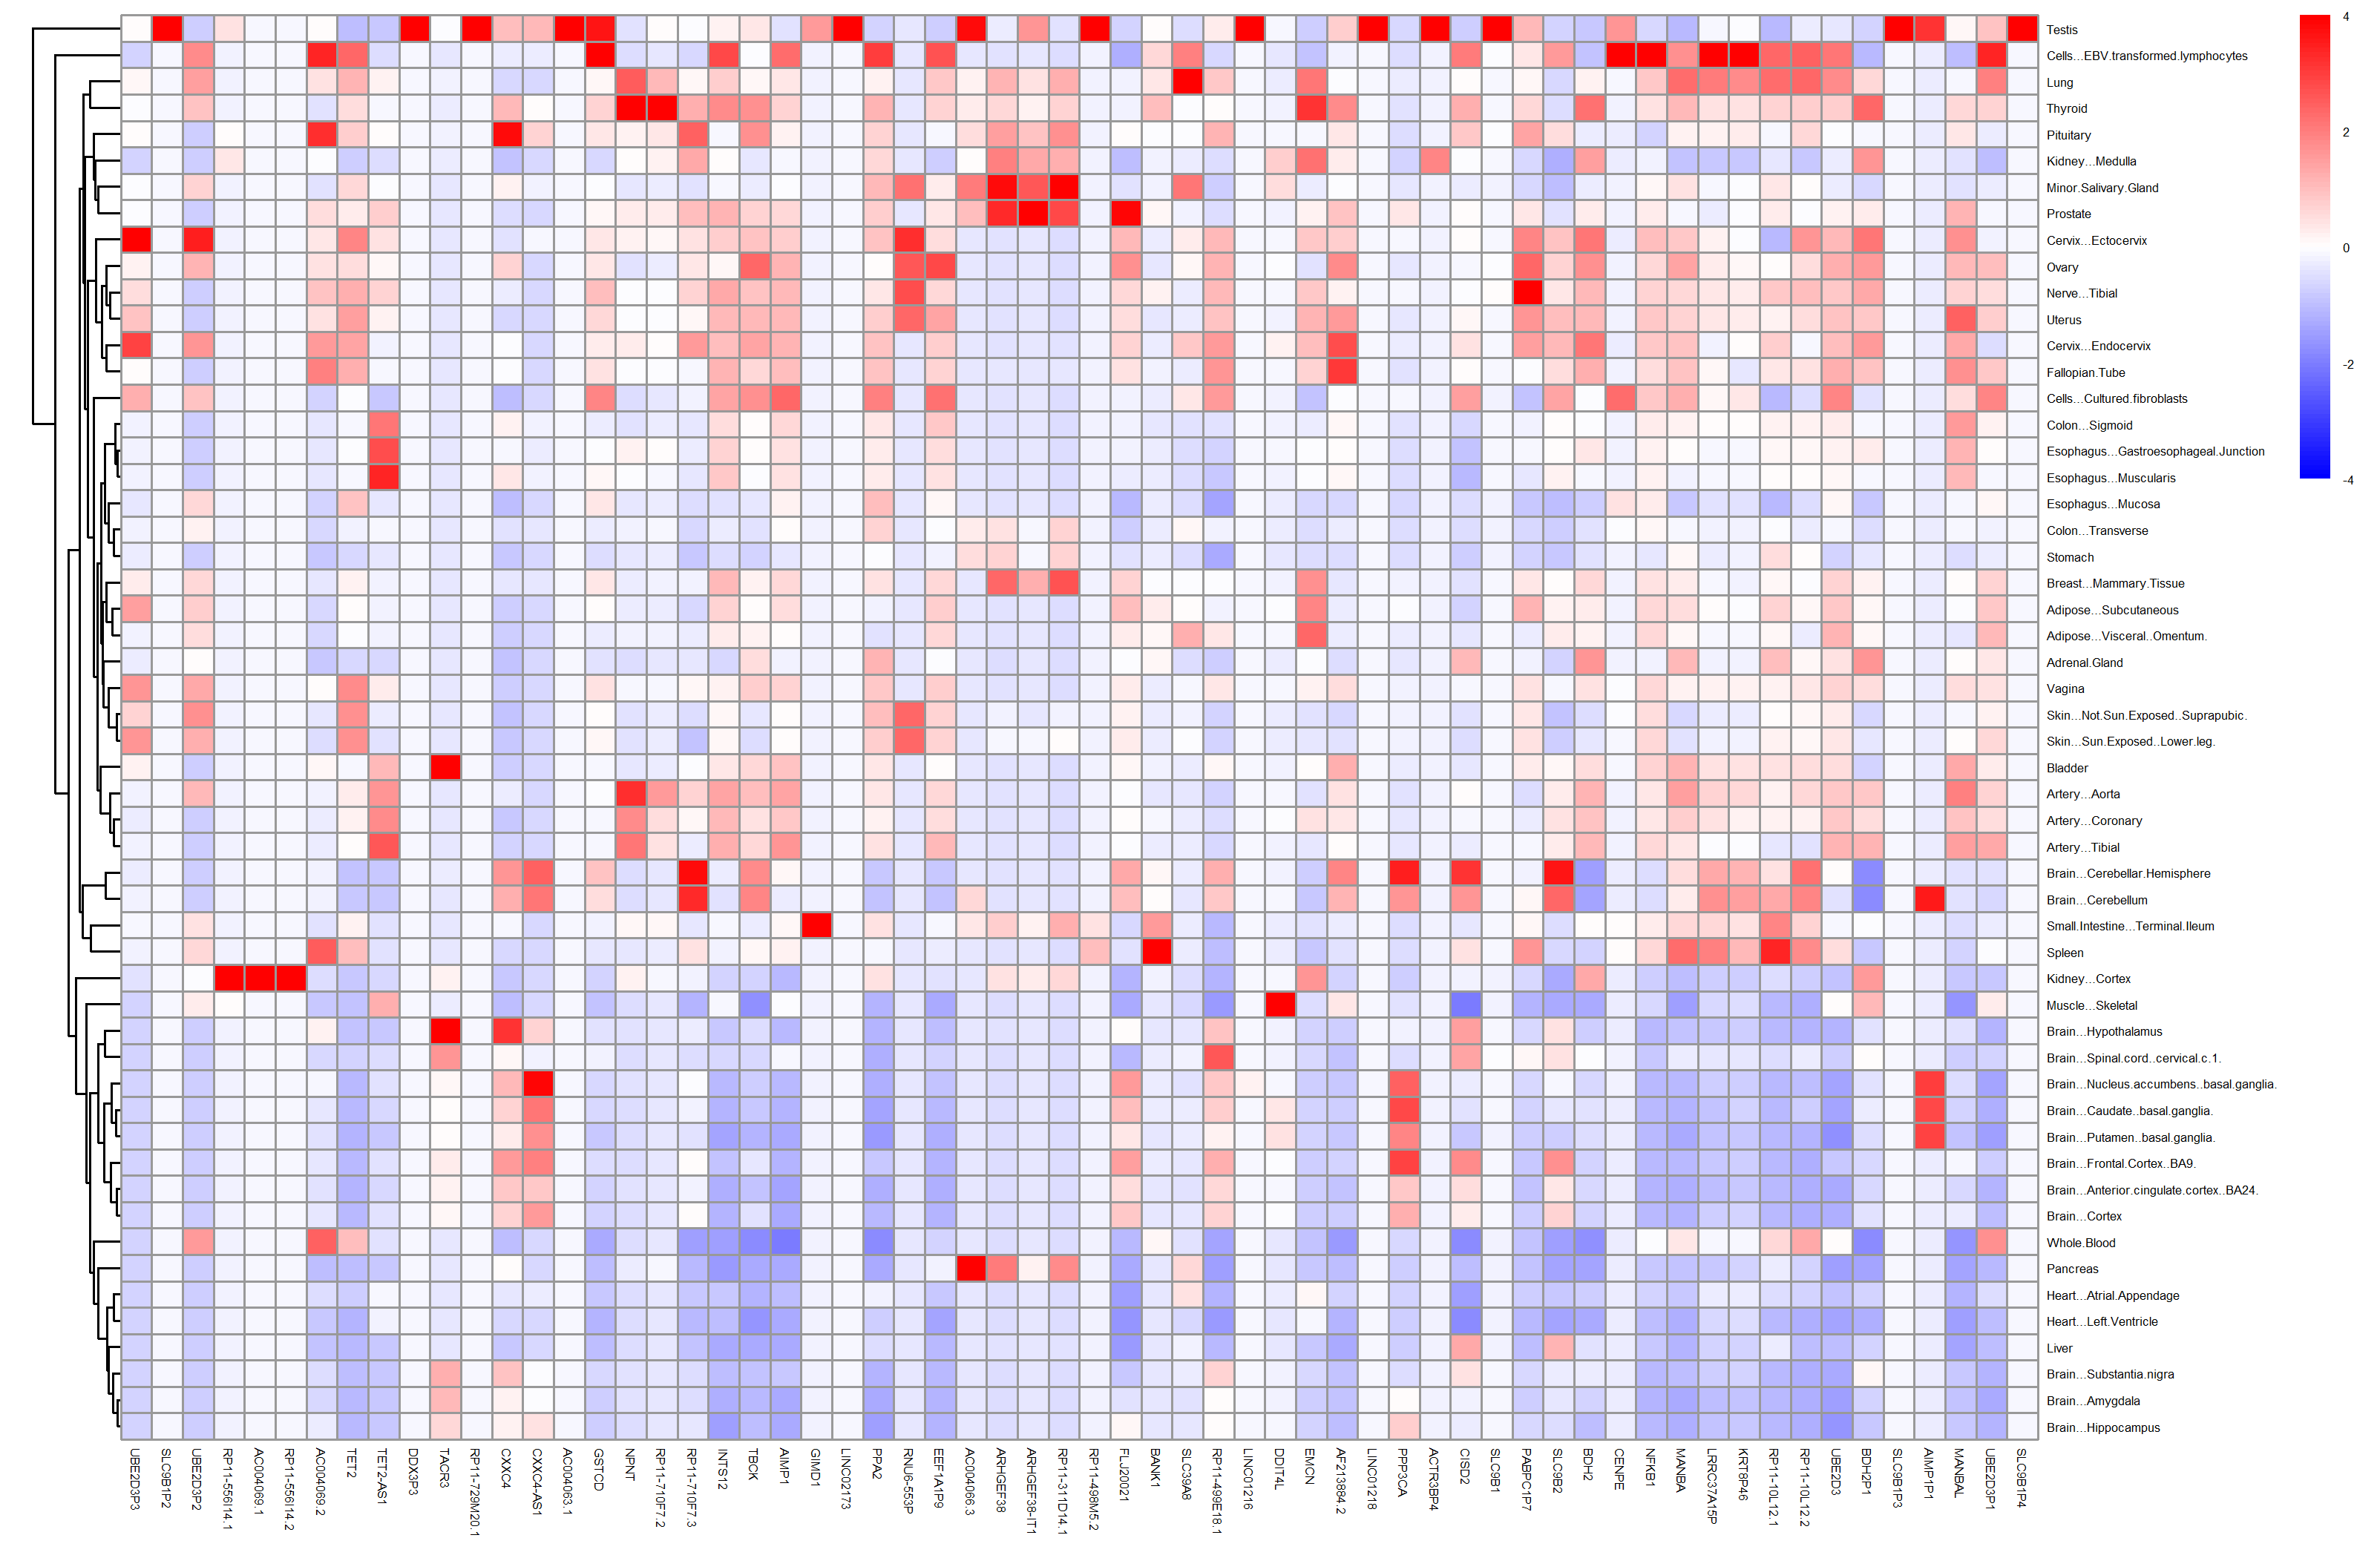 4
2
0
-2
-4
Testis
Cells...EBV.transformed.lymphocytes
Lung
Thyroid
Pituitary
Kidney...Medulla
Minor.Salivary.Gland
Prostate
Cervix...Ectocervix
Ovary
Nerve...Tibial
Uterus
Cervix...Endocervix
Fallopian.Tube
Cells...Cultured.fibroblasts
Colon...Sigmoid
Esophagus...Gastroesophageal.Junction
Esophagus...Muscularis
Esophagus...Mucosa
Colon...Transverse
Stomach
Breast...Mammary.Tissue
Adipose...Subcutaneous
Adipose...Visceral..Omentum.
Adrenal.Gland
Vagina
Skin...Not.Sun.Exposed..Suprapubic.
Skin...Sun.Exposed..Lower.leg.
Bladder
Artery...Aorta
Artery...Coronary
Artery...Tibial
Brain...Cerebellar.Hemisphere
Brain...Cerebellum
Small.Intestine...Terminal.Ileum
Spleen
Kidney...Cortex
Muscle...Skeletal
Brain...Hypothalamus
Brain...Spinal.cord..cervical.c.1.
Brain...Nucleus.accumbens..basal.ganglia.
Brain...Caudate..basal.ganglia.
Brain...Putamen..basal.ganglia.
Brain...Frontal.Cortex..BA9.
Brain...Anterior.cingulate.cortex..BA24.
Brain...Cortex
Whole.Blood
Pancreas
Heart...Atrial.Appendage
Heart...Left.Ventricle
Liver
Brain...Substantia.nigra
Brain...Amygdala
Brain...Hippocampus
UBE2D3P3
SLC9B1P2
UBE2D3P2
RP11-556I14.1
AC004069.1
RP11-556I14.2
AC004069.2
TET2
TET2-AS1
DDX3P3
TACR3
RP11-729M20.1
CXXC4
CXXC4-AS1
AC004063.1
GSTCD
NPNT
RP11-710F7.2
RP11-710F7.3
INTS12
TBCK
AIMP1
GIMD1
LINC02173
PPA2
RNU6-553P
EEF1A1P9
AC004066.3
ARHGEF38
ARHGEF38-IT1
RP11-311D14.1
RP11-498M5.2
FLJ20021
BANK1
SLC39A8
RP11-499E18.1
LINC01216
DDIT4L
EMCN
AF213884.2
LINC01218
PPP3CA
ACTR3BP4
CISD2
SLC9B1
PABPC1P7
SLC9B2
BDH2
CENPE
NFKB1
MANBA
LRRC37A15P
KRT8P46
RP11-10L12.1
RP11-10L12.2
UBE2D3
BDH2P1
SLC9B1P3
AIMP1P1
MANBAL
UBE2D3P1
SLC9B1P4